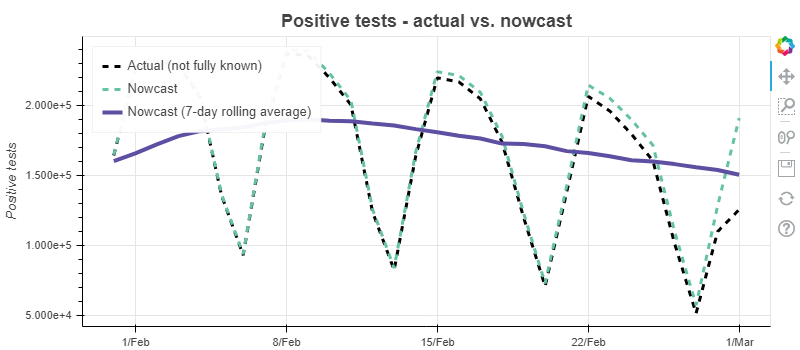 Positive tests - actual vs. nowcast
Actual (not fully known)
Nowcast
Nowcast (7-day rolling average)
Positive tests
2.000e+5
1.500e+5
1.000e+5
5.000e+4
1/Feb
8/Feb
15/Feb
22/Feb
1/Mar